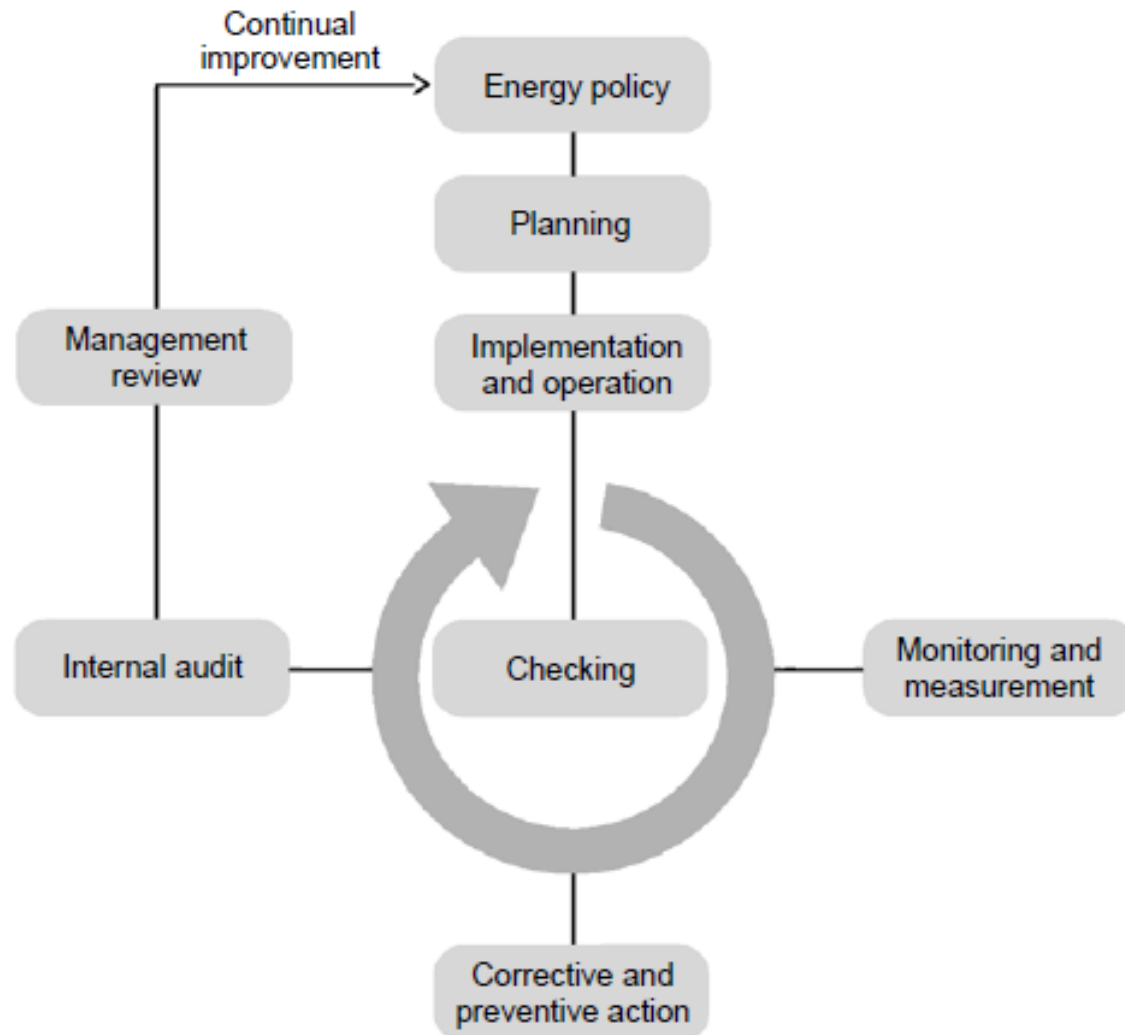 Continual
improvement
Energy policy
Planning
Management
review
Implementation
and operation
Internal audit
Checking
Monitoring and
measurement
Corrective and
preventive action